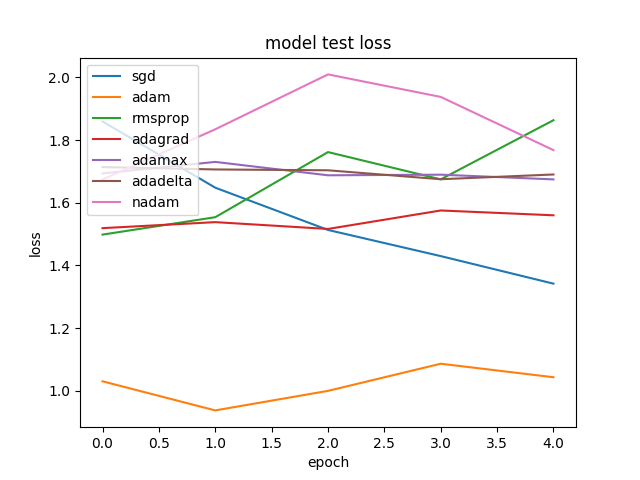 model test loss
sgd
adam
rmsprop
adagrad
adamax
adadelta
nadam
2.0
1.8
1.6
1.4
1.2
1.0
loss
0.0 0.5 1.0 1.5 2.0 2.5 3.0 3.5 4.0
epoch